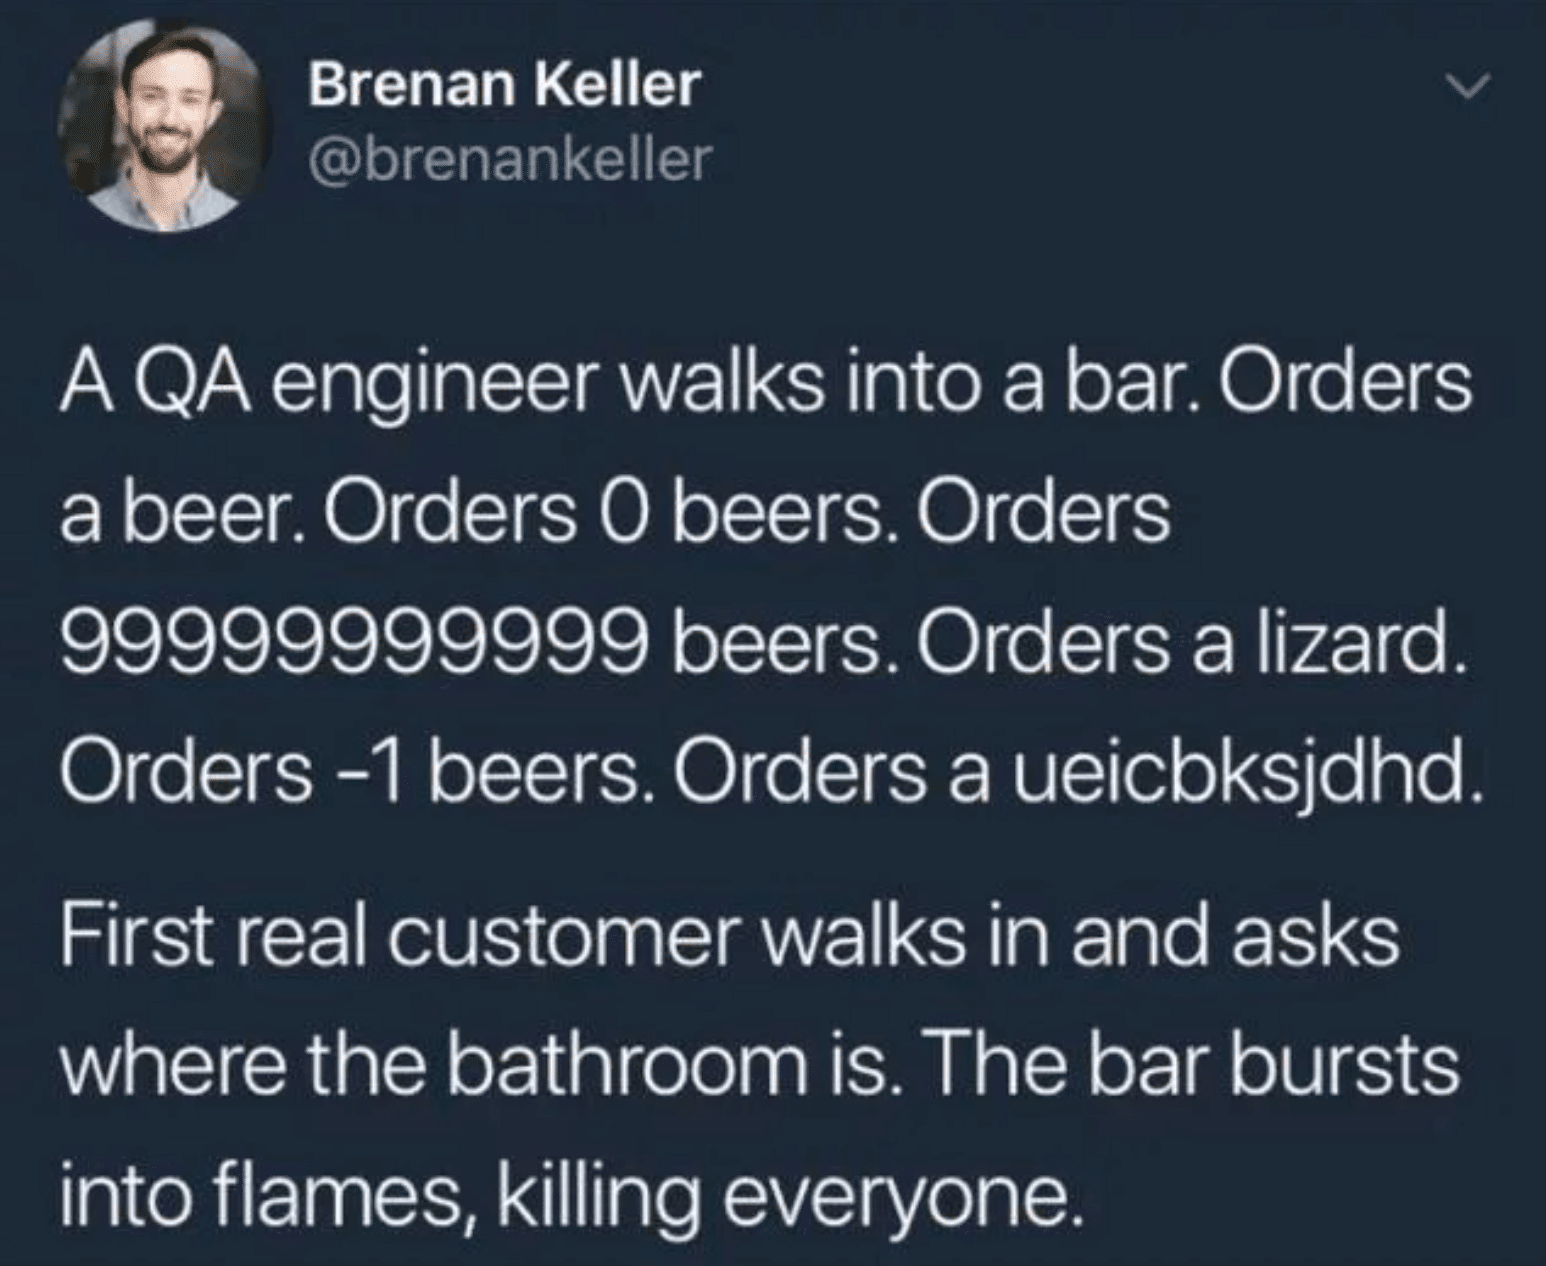 Brenan Keller
@brenankeller
A QA engineer walks into a bar. Orders
a beer. Orders 0 beers. Orders
99999999999 beers. Orders a lizard.
Orders -1 beers. Orders a ueicbksjdhd.
First real customer walks in and asks
where the bathroom is. The bar bursts
into flames, killing everyone.